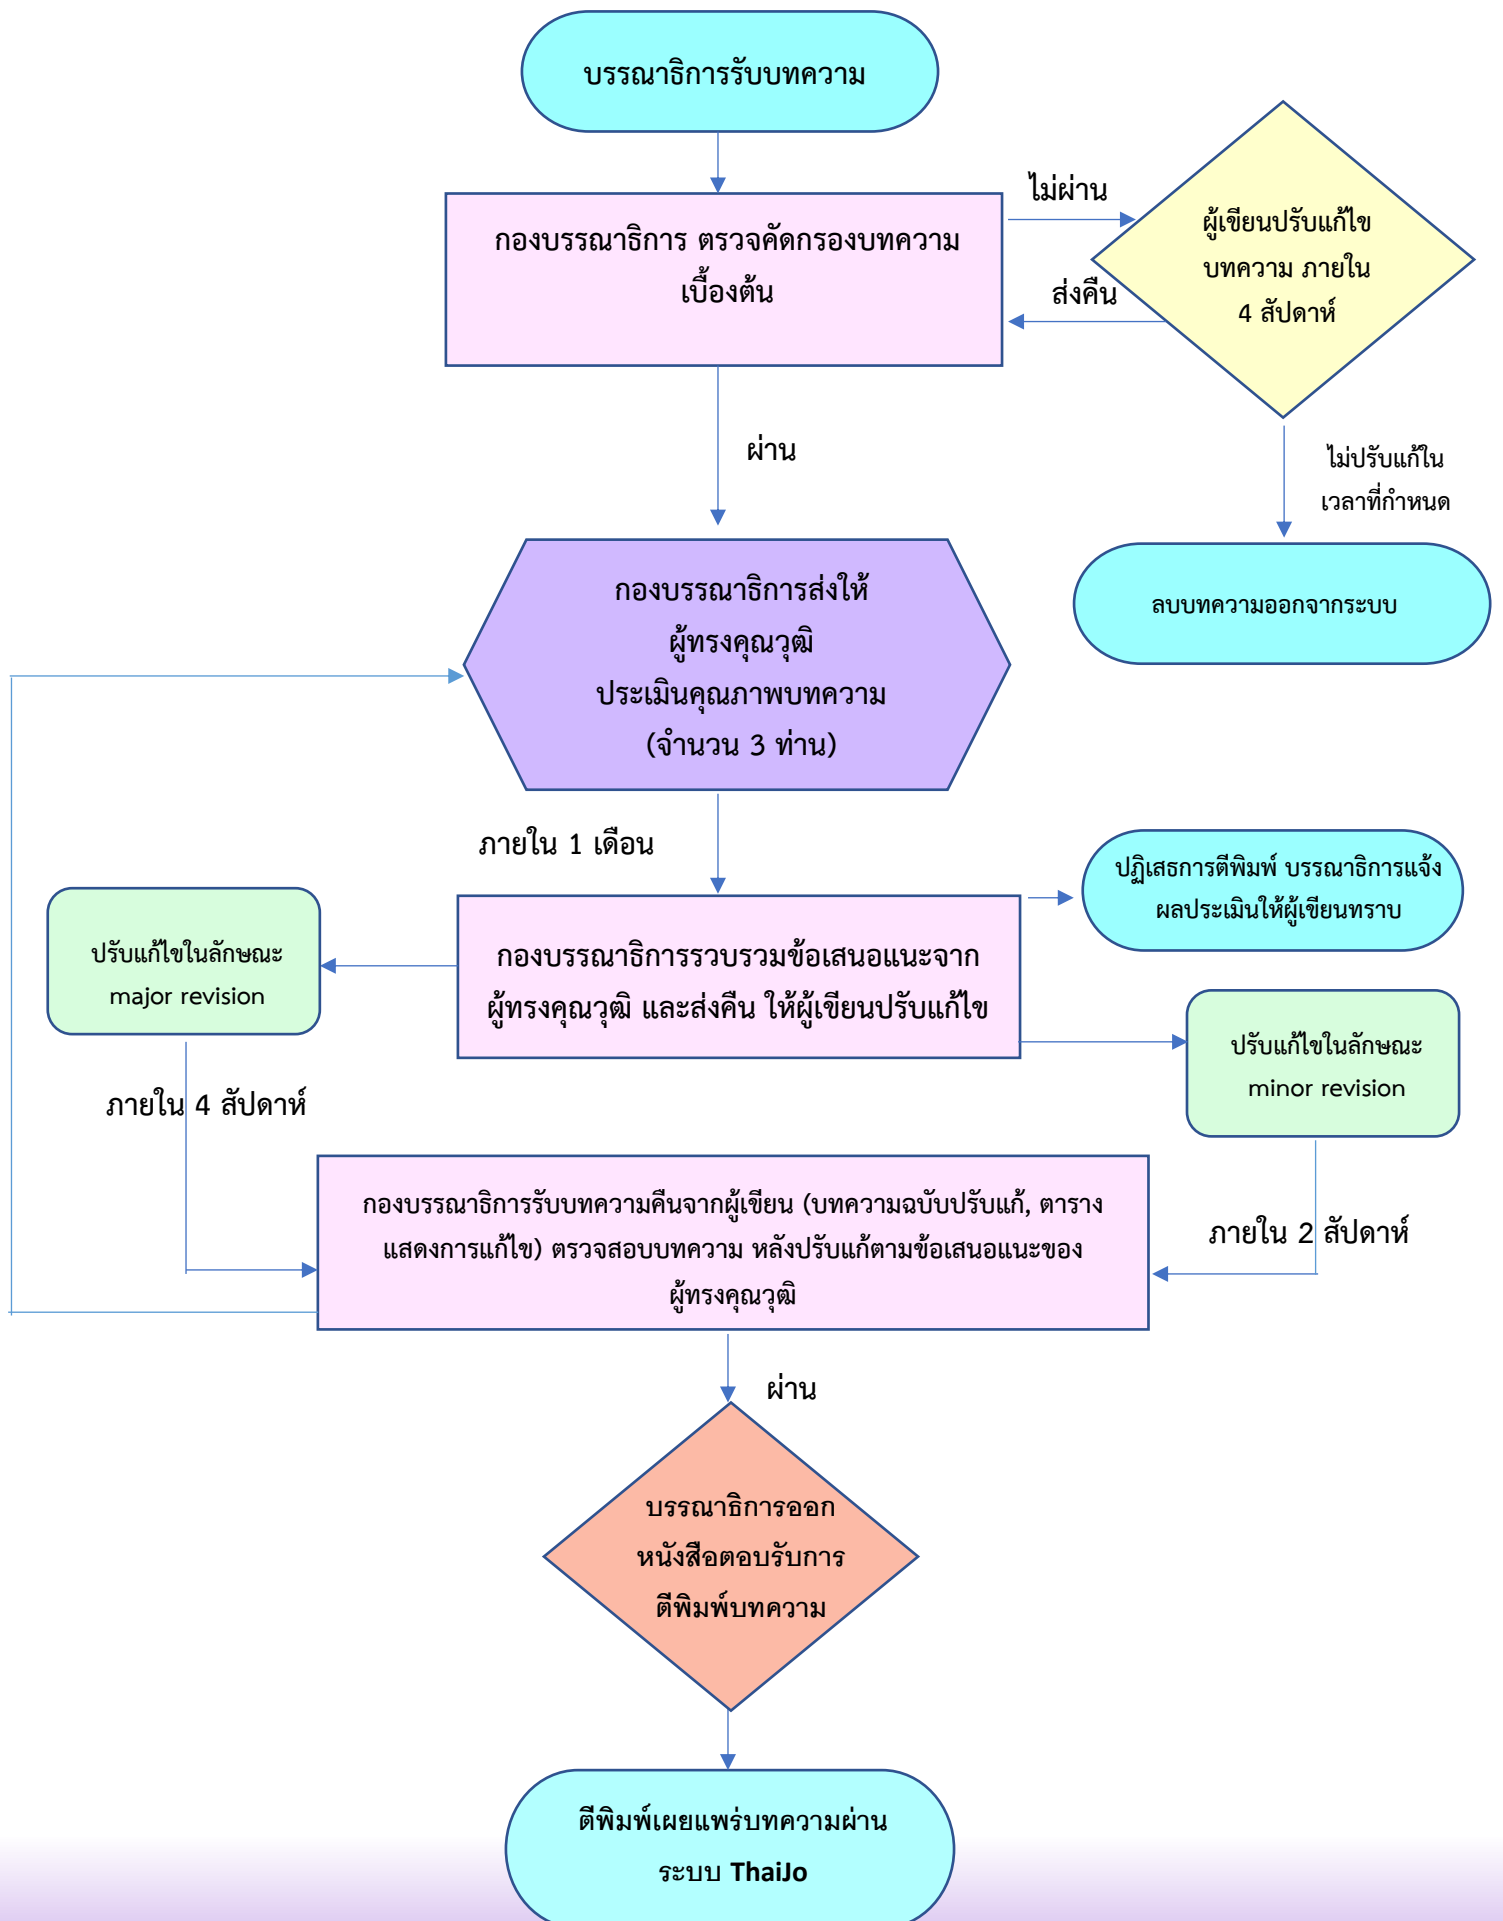 บรรณาธิการรับบทความ
ไม่ผ่าน
กองบรรณาธิการ ตรวจคัดกรองบทความ
เบื้องต้น
ผู้เขียนปรับแก้ไข
บทความ ภายใน
4 สัปดาห์
ส่งคืน
ผ่าน
ไม่ปรับแก้ใน
เวลาที่กำหนด
ลบบทความออกจากระบบ
กองบรรณาธิการส่งให้
ผู้ทรงคุณวุฒิ
ประเมินคุณภาพบทความ
(จำนวน 3 ท่าน)
ภายใน 1 เดือน
ปฏิเสธการตีพิมพ์ บรรณาธิการแจ้ง
ผลประเมินให้ผู้เขียนทราบ
ปรับแก้ไขในลักษณะ
major revision
กองบรรณาธิการรวบรวมข้อเสนอแนะจาก
ผู้ทรงคุณวุฒิ และส่งคืน ให้ผู้เขียนปรับแก้ไข
ปรับแก้ไขในลักษณะ
minor revision
ภายใน 4 สัปดาห์
กองบรรณาธิการรับบทความคืนจากผู้เขียน (บทความฉบับปรับแก้, ตาราง
แสดงการแก้ไข) ตรวจสอบบทความ หลังปรับแก้ตามข้อเสนอแนะของ
ผู้ทรงคุณวุฒิ
ภายใน 2 สัปดาห์
ผ่าน
บรรณาธิการออก
หนังสือตอบรับการ
ตีพิมพ์บทความ
ตีพิมพ์เผยแพร่บทความผ่าน
ระบบ ThaiJo